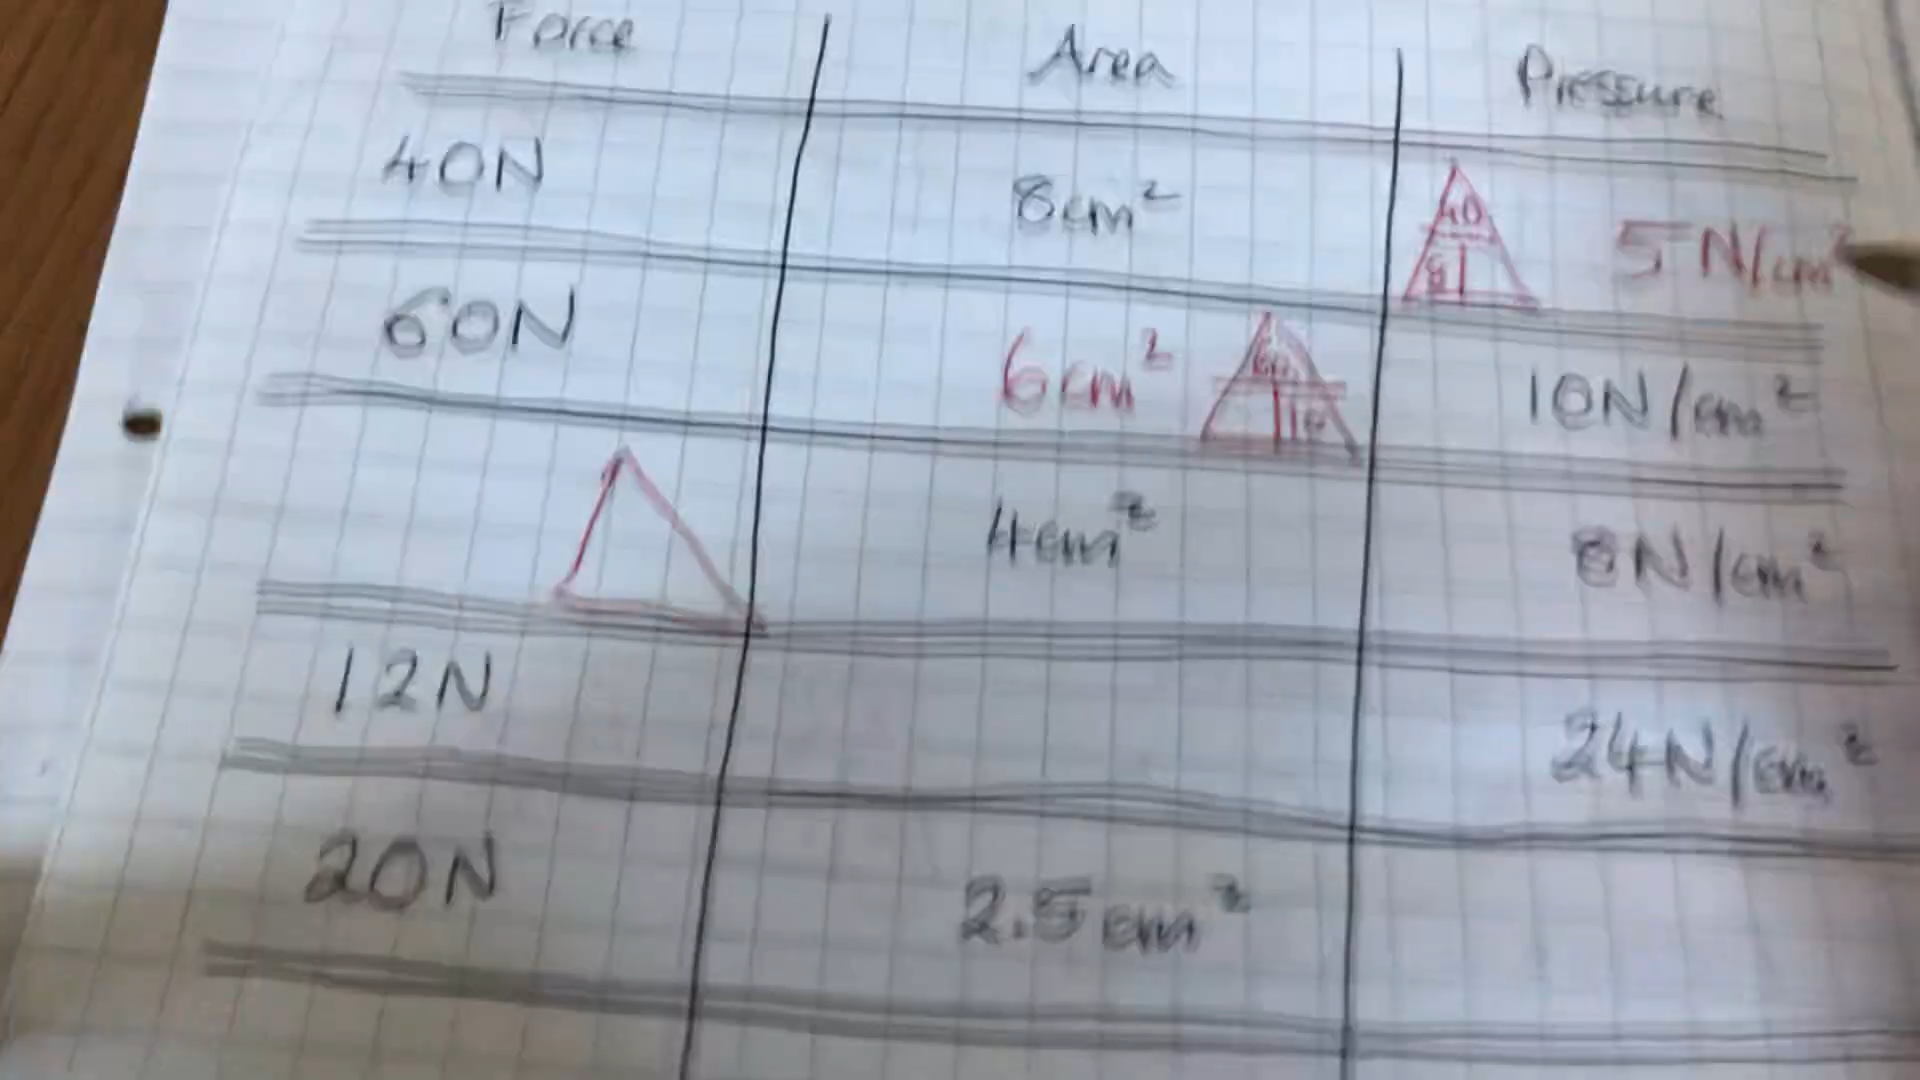 Force Area Pressure
40N 8cm² 40 8 5N/cm²
60N 6cm² 60 10 10N/cm²
4cm² 8N/cm²
12N 24N/cm²
20N 2.5cm²